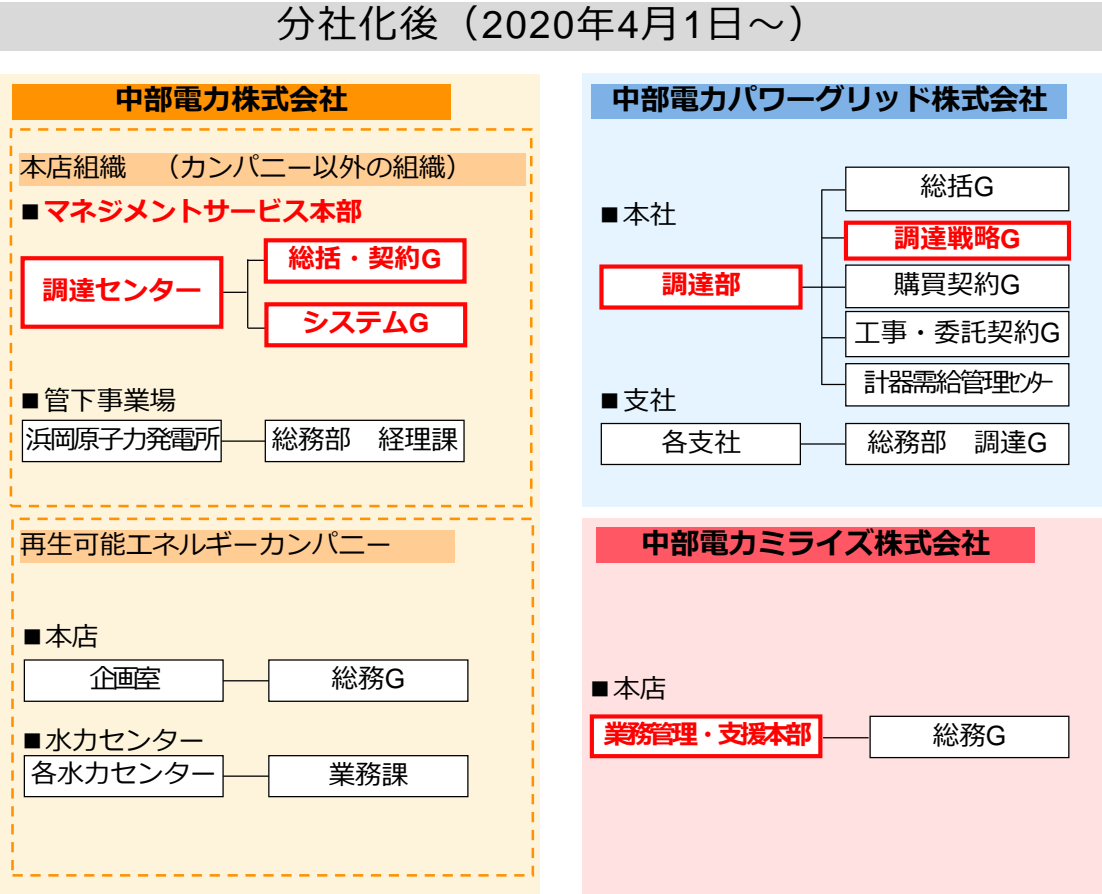 分社化後（2020年4月1日～）
中部電力株式会社
本店組織　（カンパニー以外の組織）
■マネジメントサービス本部
調達センター
総括・契約G
システムG
■管下事業場
浜岡原子力発電所
総務部　経理課
再生可能エネルギーカンパニー
■本店
企画室
総務G
■水力センター
各水力センター
業務課
中部電力パワーグリッド株式会社
■本社
調達部
総括G
調達戦略G
購買契約G
工事・委託契約G
計器需給管理ｾﾝﾀｰ
■支社
各支社
総務部　調達G
中部電力ミライズ株式会社
■本店
業務管理・支援本部
総務G